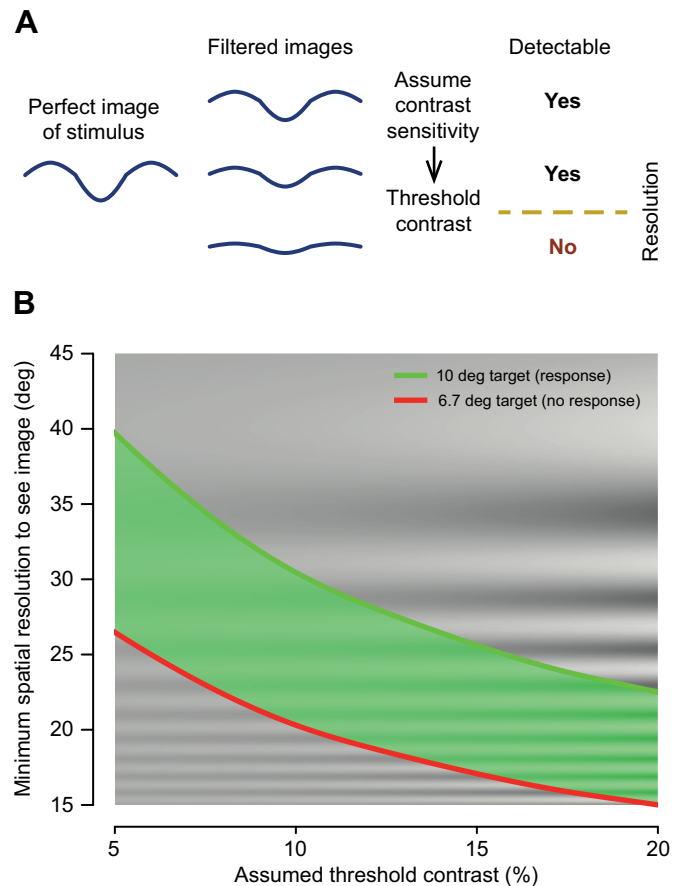 A
Filtered images
Detectable
Perfect image
of stimulus
Assume
contrast
sensitivity
Threshold
contrast
Yes
Yes
No
Resolution
B
Minimum spatial resolution to see image (deg)
45
40
35
30
25
20
15
10 deg target (response)
6.7 deg target (no response)
5
10
15
20
Assumed threshold contrast (%)